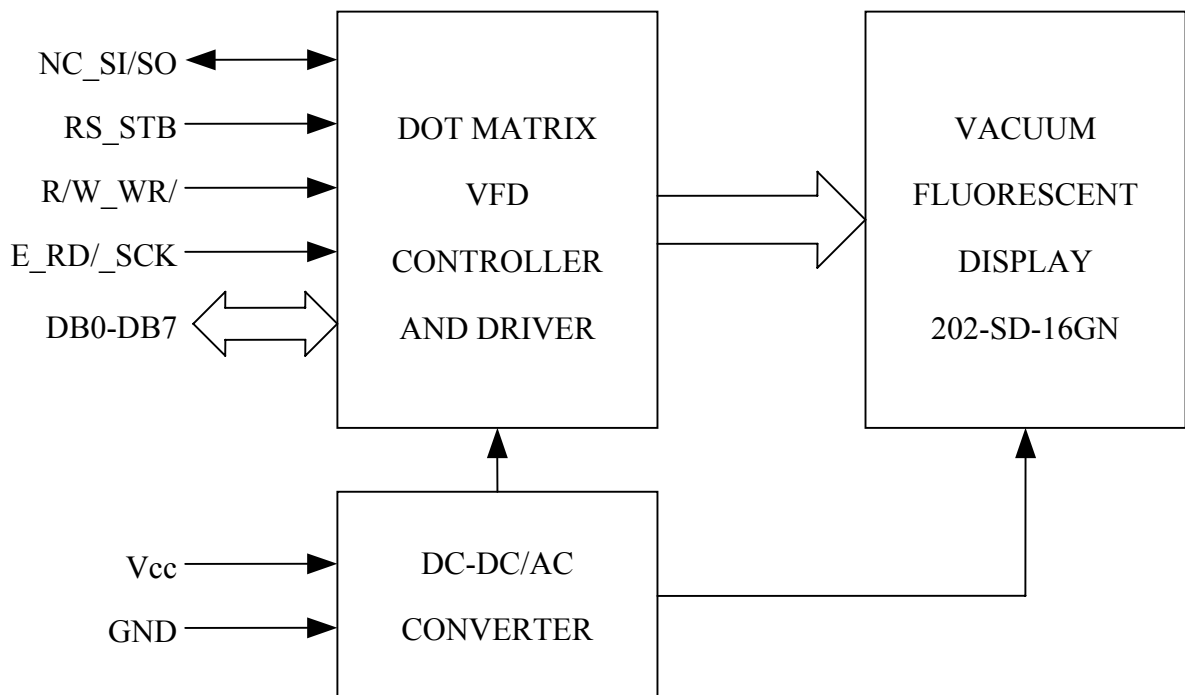 NC_SI/SO
RS_STB
R/W_WR/
E_RD/_SCK
DB0-DB7
DOT MATRIX
VFD
CONTROLLER
AND DRIVER
VACUUM
FLUORESCENT
DISPLAY
202-SD-16GN
Vcc
GND
DC-DC/AC
CONVERTER